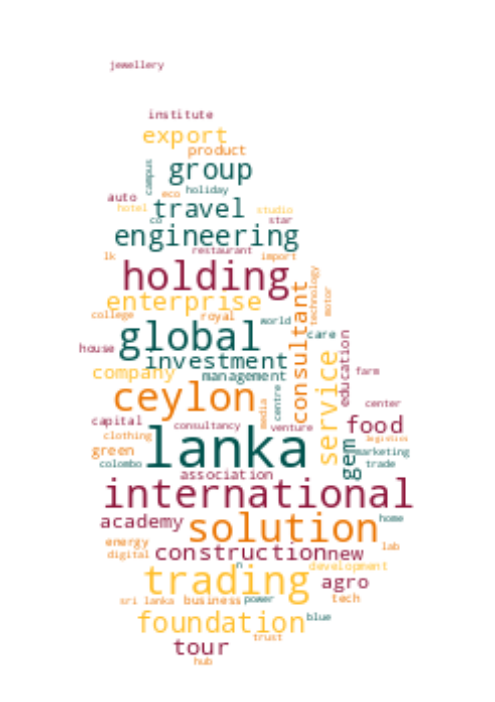 jewellery
institute
export
product
group
campus
holiday
eco
auto
hotel
travel
studio
co
star
engineering
restaurant
lk
import
holding
technology
motor
enterprise
consultant
college
royal
world
global
care
house
investment
education
service
company
management
farm
ceylon
centre
media
center
capital
consultancy
venture
food
clothing
lanka
logistics
green
gem
marketing
colombo
trade
association
international
academy
solution
home
energy
construction
new
lab
digital
n
development
trading
agro
sri lanka
business
power
tech
foundation
blue
trust
tour
hub